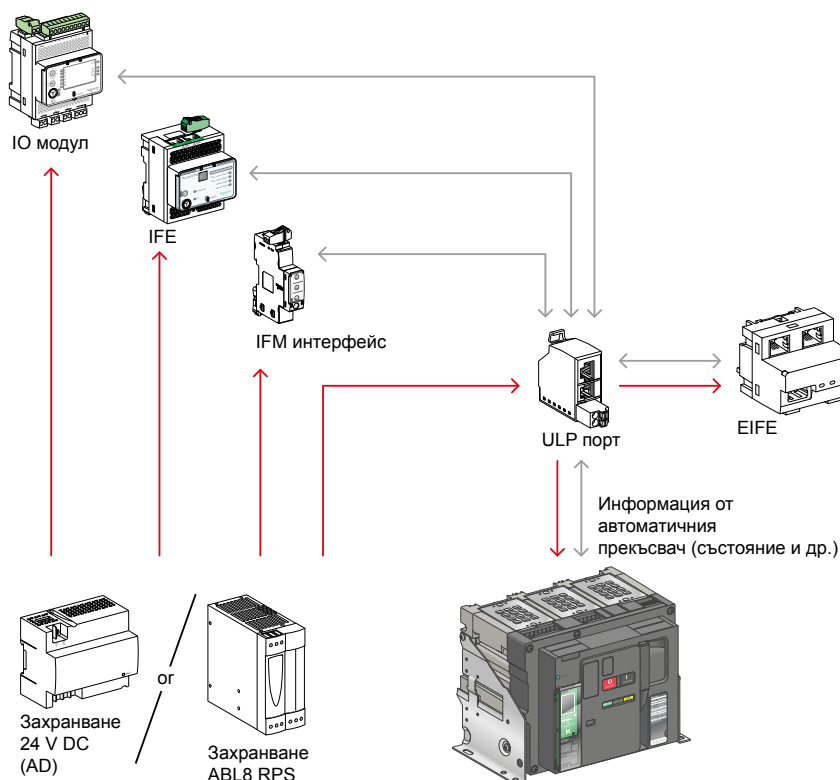 IO модул
IFE
IFM интерфейс
ULP порт
EIFE
Информация от
автоматичния
прекъсвач (състояние и др.)
or
Захранване
24 V DC
(AD)
Захранване
ABL8 RPS